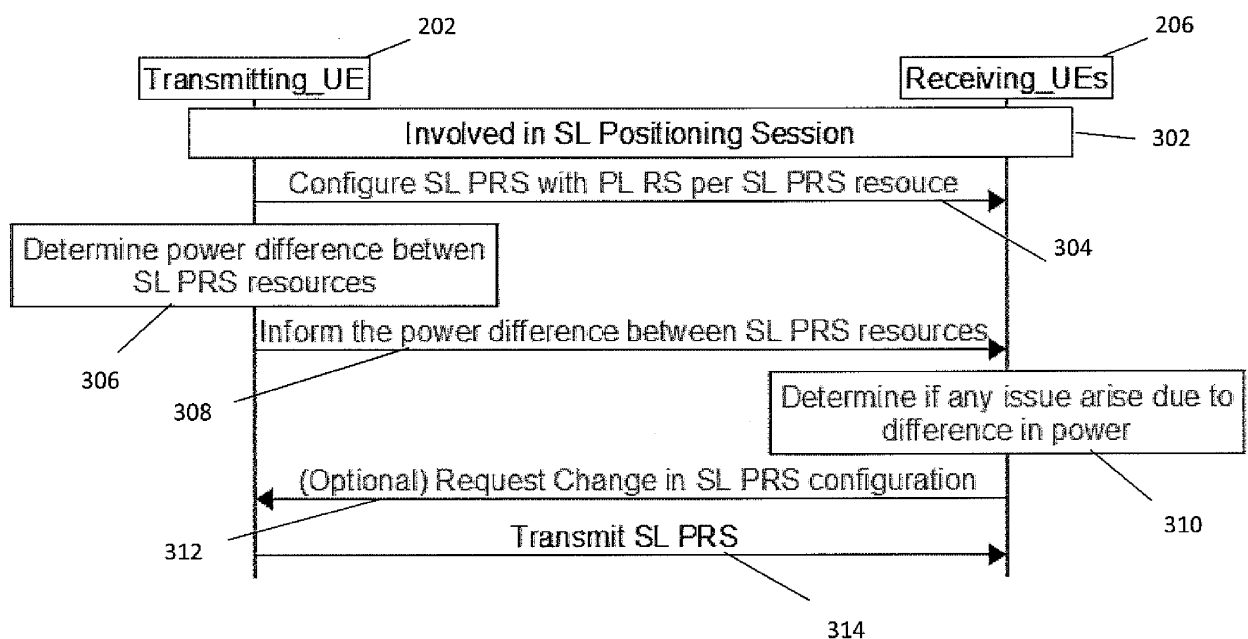 202
206
Transmitting_UE
Receiving_UEs
Involved in SL Positioning Session
302
Configure SL PRS with PL RS per SL PRS resouce
304
Determine power difference betwen
SL PRS resources
306
Inform the power difference between SL PRS resources
308
Determine if any issue arise due to
difference in power
310
(Optional) Request Change in SL PRS configuration
312
Transmit SL PRS
314